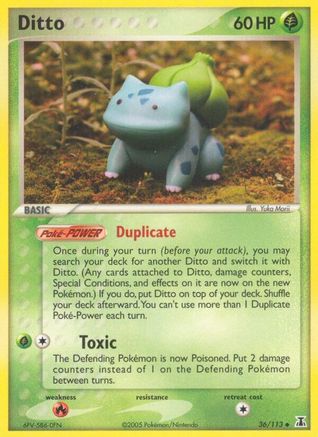 Ditto 60 HP
Illus. Yuka Morii
BASIC
Poké-POWER Duplicate
Once during your turn (before your attack), you may
search your deck for another Ditto and switch it with
Ditto. (Any cards attached to Ditto, damage counters,
Special Conditions, and effects on it are now on the new
Pokémon.) If you do, put Ditto on top of your deck. Shuffle
your deck afterward. You can't use more than 1 Duplicate
Poké-Power each turn.
Toxic
The Defending Pokémon is now Poisoned. Put 2 damage
counters instead of 1 on the Defending Pokémon
between turns.
weakness resistance retreat cost
6FV-586-0FN ©2005 Pokémon/Nintendo 36/113